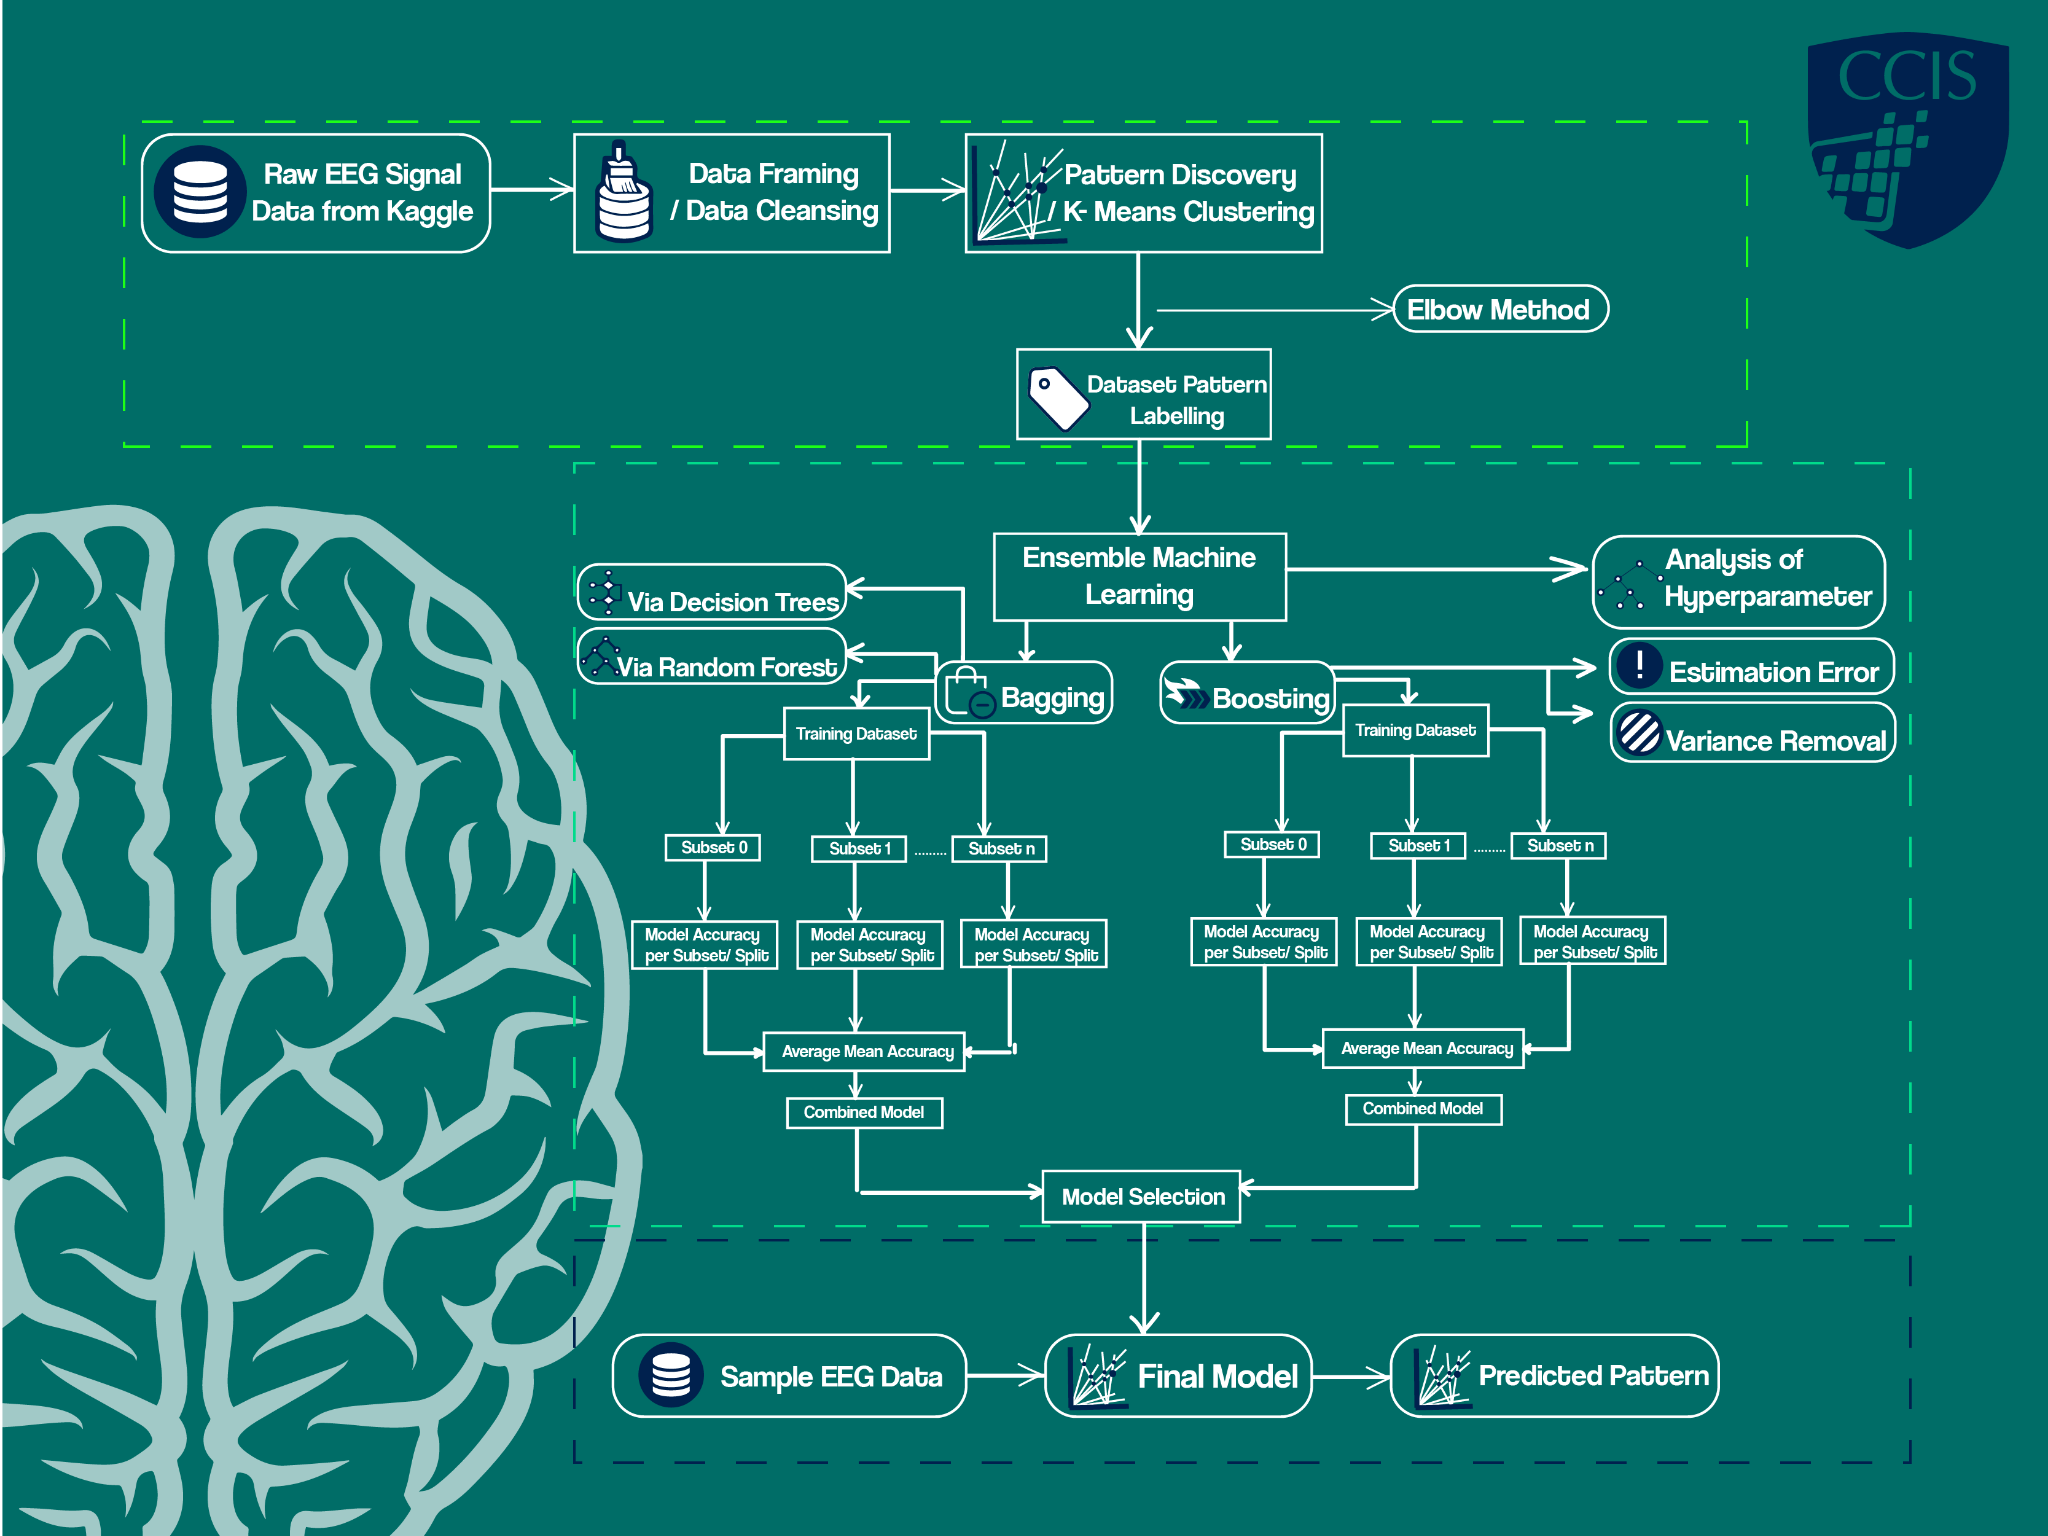 CCIS
Raw EEG Signal
Data from Kaggle
Data Framing
/ Data Cleansing
Pattern Discovery
/ K- Means Clustering
Elbow Method
Dataset Pattern
Labelling
Ensemble Machine
Learning
Analysis of
Hyperparameter
Via Decision Trees
Via Random Forest
Bagging
Boosting
Estimation Error
Variance Removal
Training Dataset
Training Dataset
Subset 0
Subset 1
.........
Subset n
Subset 0
Subset 1
.........
Subset n
Model Accuracy
per Subset/ Split
Model Accuracy
per Subset/ Split
Model Accuracy
per Subset/ Split
Model Accuracy
per Subset/ Split
Model Accuracy
per Subset/ Split
Model Accuracy
per Subset/ Split
Average Mean Accuracy
Average Mean Accuracy
Combined Model
Combined Model
Model Selection
Sample EEG Data
Final Model
Predicted Pattern